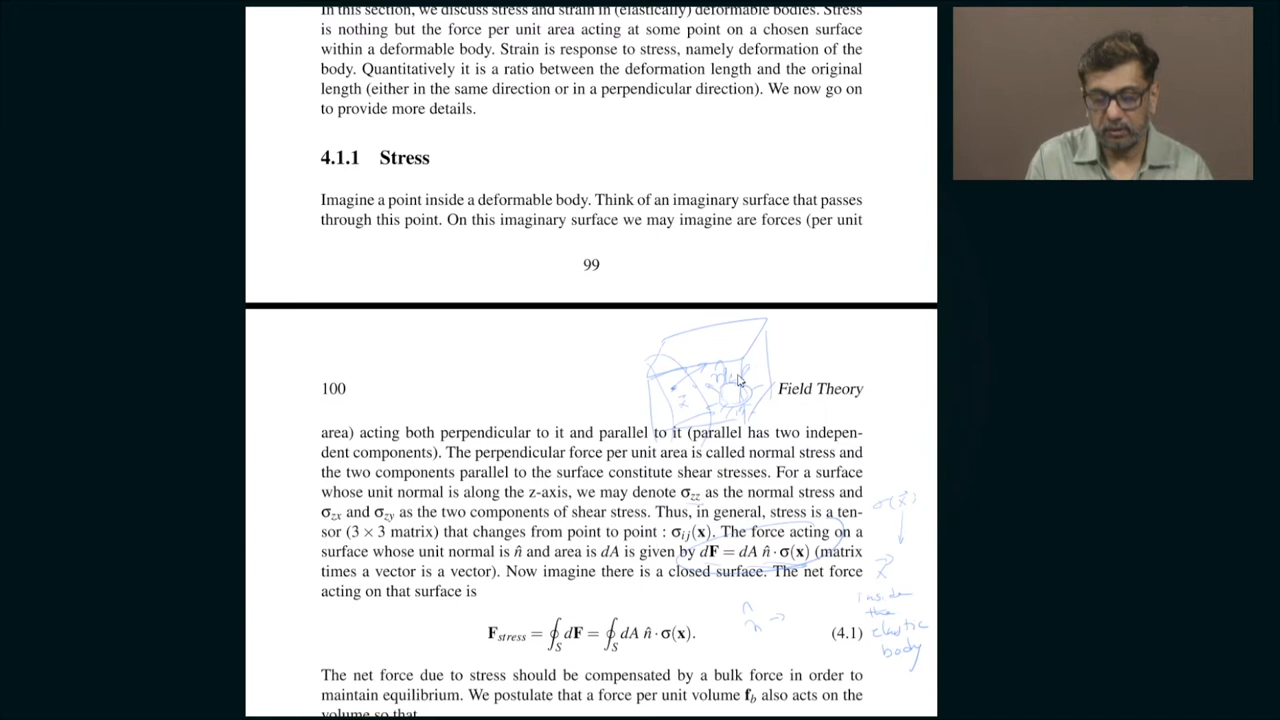 In this section, we discuss stress and strain in (elastically) deformable bodies. Stress
is nothing but the force per unit area acting at some point on a chosen surface
within a deformable body. Strain is response to stress, namely deformation of the
body. Quantitatively it is a ratio between the deformation length and the original
length (either in the same direction or in a perpendicular direction). We now go on
to provide more details.
4.1.1 Stress
Imagine a point inside a deformable body. Think of an imaginary surface that passes
through this point. On this imaginary surface we may imagine are forces (per unit
99
100 Field Theory
area) acting both perpendicular to it and parallel to it (parallel has two indepen-
dent components). The perpendicular force per unit area is called normal stress and
the two components parallel to the surface constitute shear stresses. For a surface
whose unit normal is along the z-axis, we may denote σzz as the normal stress and
σzx and σzy as the two components of shear stress. Thus, in general, stress is a ten-
sor (3 × 3 matrix) that changes from point to point : σij(x). The force acting on a
surface whose unit normal is n̂ and area is dA is given by dF = dA n̂ · σ(x) (matrix
times a vector is a vector). Now imagine there is a closed surface. The net force
acting on that surface is
Fstress = ∮S dF = ∮S dA n̂ · σ(x). (4.1)
The net force due to stress should be compensated by a bulk force in order to
maintain equilibrium. We postulate that a force per unit volume fb also acts on the
volume so that
σ(x⃗)
↓
x⃗
inside
the
elastic
body
n̂ →